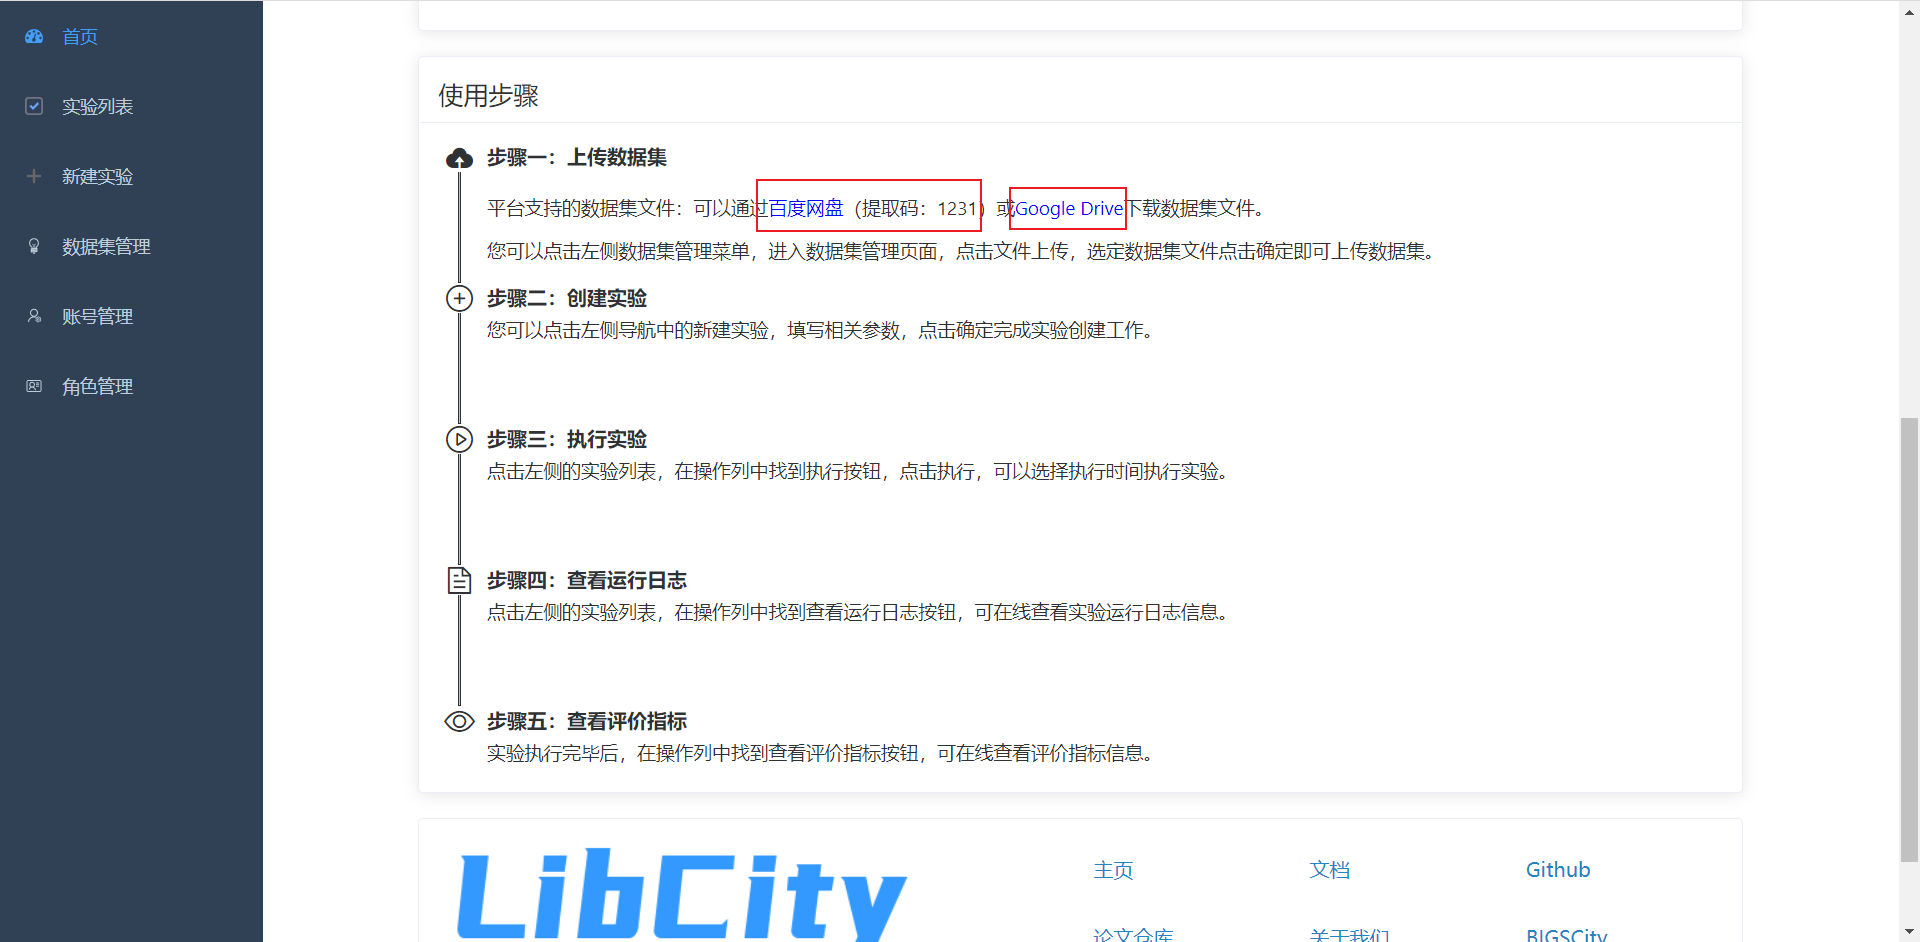 首页
实验列表
新建实验
数据集管理
账号管理
角色管理
使用步骤
步骤一：上传数据集
平台支持的数据集文件：可以通过百度网盘（提取码：1231）或Google Drive下载数据集文件。
您可以点击左侧数据集管理菜单，进入数据集管理页面，点击文件上传，选定数据集文件点击确定即可上传数据集。
步骤二：创建实验
您可以点击左侧导航中的新建实验，填写相关参数，点击确定完成实验创建工作。
步骤三：执行实验
点击左侧的实验列表，在操作列中找到执行按钮，点击执行，可以选择执行时间执行实验。
步骤四：查看运行日志
点击左侧的实验列表，在操作列中找到查看运行日志按钮，可在线查看实验运行日志信息。
步骤五：查看评价指标
实验执行完毕后，在操作列中找到查看评价指标按钮，可在线查看评价指标信息。
LibCity
主页 文档 Github
论文仓库 关于我们 BIGSCity